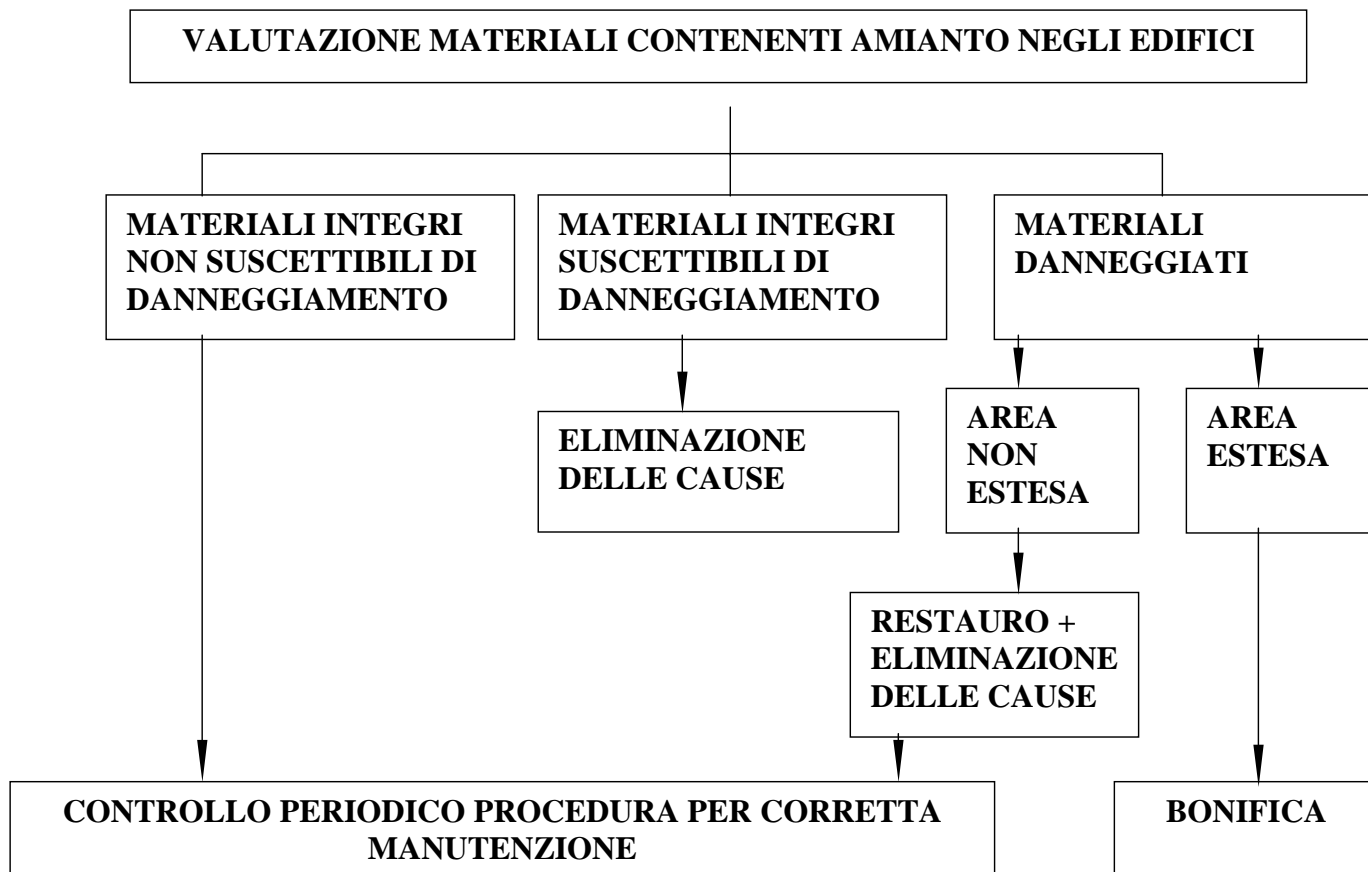 VALUTAZIONE MATERIALI CONTENENTI AMIANTO NEGLI EDIFICI
MATERIALI INTEGRI
NON SUSCETTIBILI DI
DANNEGGIAMENTO
MATERIALI INTEGRI
SUSCETTIBILI DI
DANNEGGIAMENTO
MATERIALI
DANNEGGIATI
ELIMINAZIONE
DELLE CAUSE
AREA
NON
ESTESA
AREA
ESTESA
RESTAURO +
ELIMINAZIONE
DELLE CAUSE
CONTROLLO PERIODICO PROCEDURA PER CORRETTA
MANUTENZIONE
BONIFICA